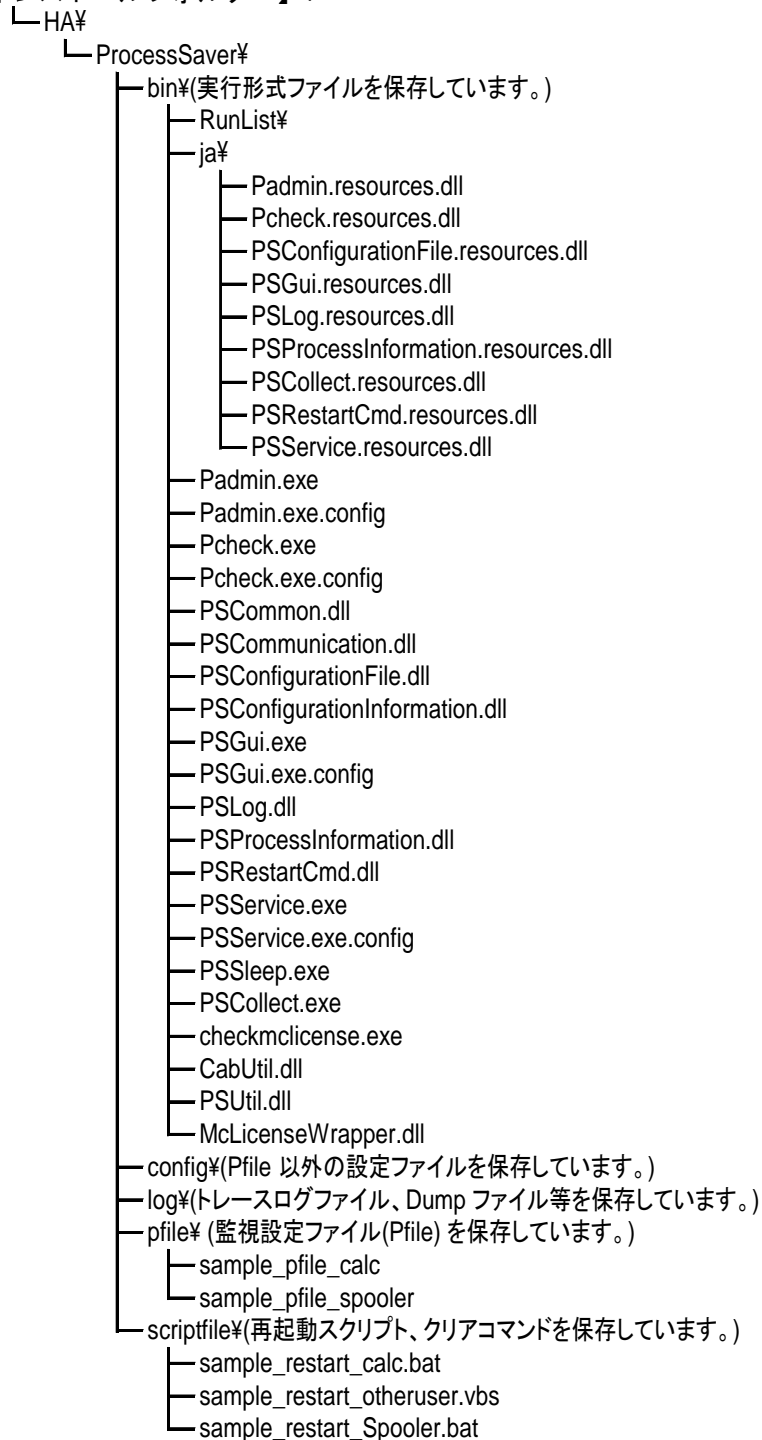 HA¥
ProcessSaver¥
bin¥(実行形式ファイルを保存しています。)
RunList¥
ja¥
Padmin.resources.dll
Pcheck.resources.dll
PSConfigurationFile.resources.dll
PSGui.resources.dll
PSLog.resources.dll
PSProcessInformation.resources.dll
PSCollect.resources.dll
PSRestartCmd.resources.dll
PSService.resources.dll
Padmin.exe
Padmin.exe.config
Pcheck.exe
Pcheck.exe.config
PSCommon.dll
PSCommunication.dll
PSConfigurationFile.dll
PSConfigurationInformation.dll
PSGui.exe
PSGui.exe.config
PSLog.dll
PSProcessInformation.dll
PSRestartCmd.dll
PSService.exe
PSService.exe.config
PSSleep.exe
PSCollect.exe
checkmclicense.exe
CabUtil.dll
PSUtil.dll
McLicenseWrapper.dll
config¥(Pfile 以外の設定ファイルを保存しています。)
log¥(トレースログファイル、Dump ファイル等を保存しています。)
pfile¥ (監視設定ファイル(Pfile) を保存しています。)
sample_pfile_calc
sample_pfile_spooler
scriptfile¥(再起動スクリプト、クリアコマンドを保存しています。)
sample_restart_calc.bat
sample_restart_otheruser.vbs
sample_restart_Spooler.bat